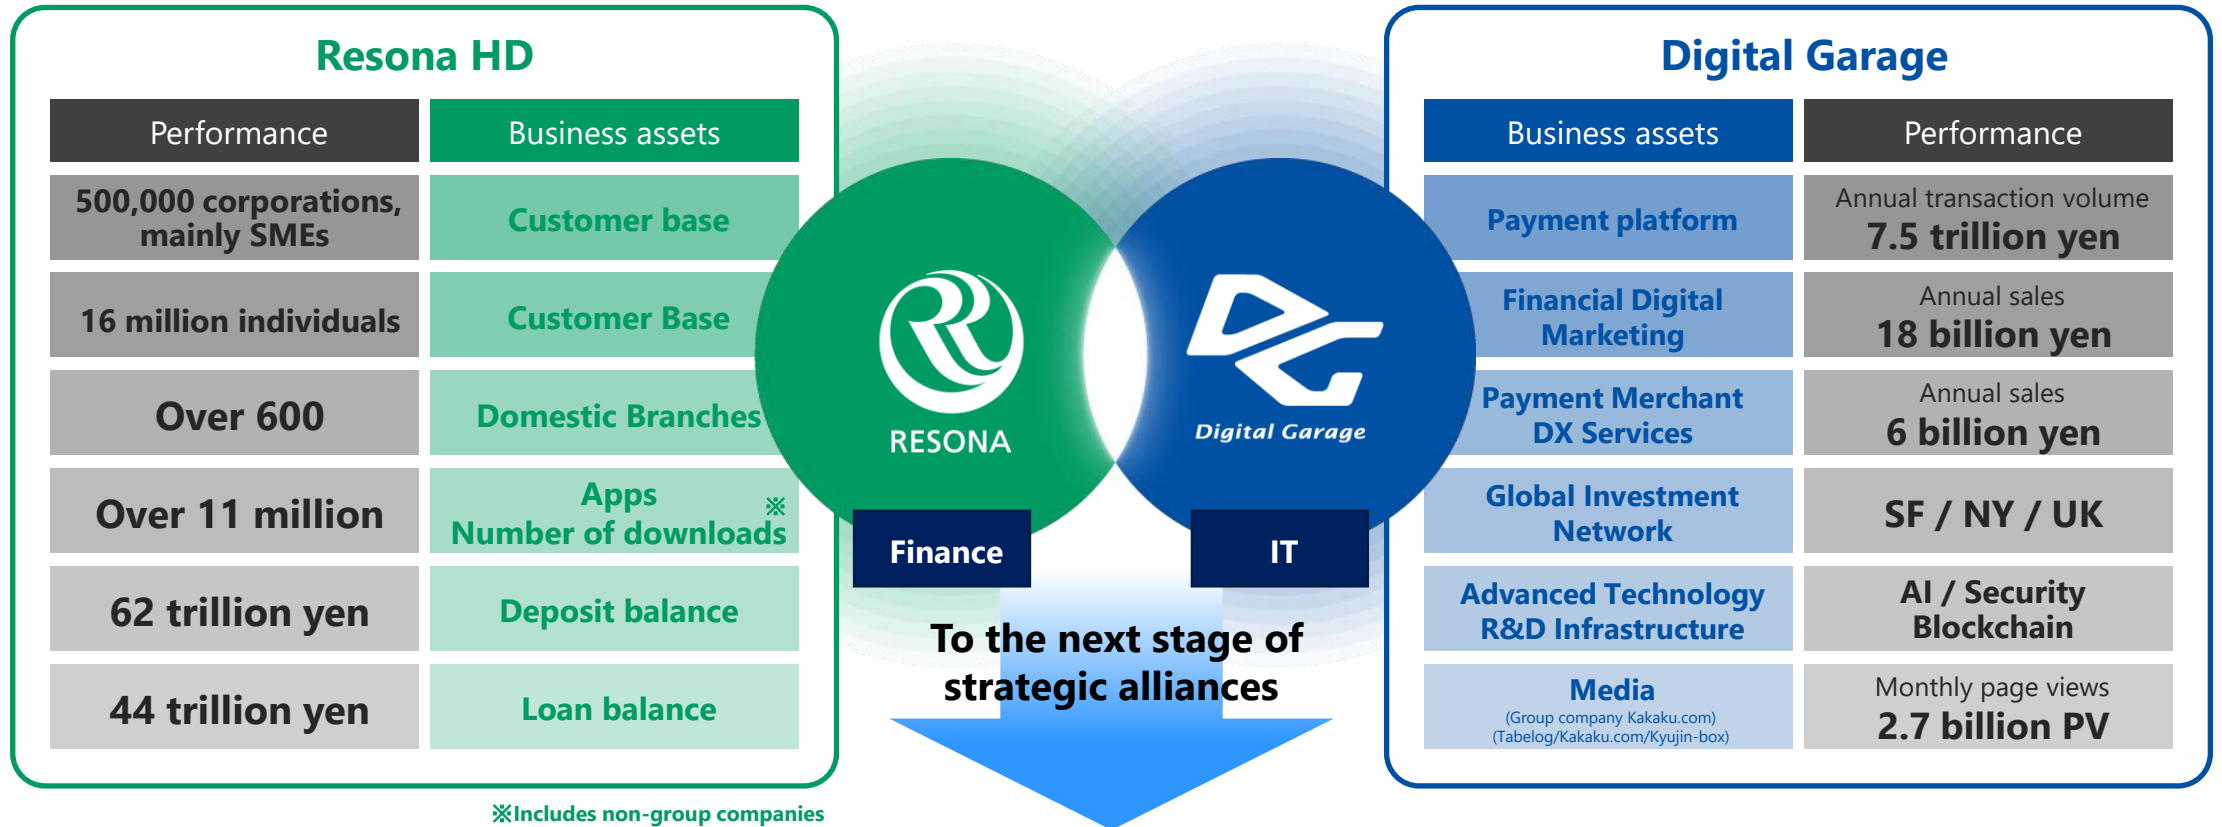 Resona HD
Performance
Business assets
500,000 corporations,
mainly SMEs
Customer base
16 million individuals
Customer Base
Over 600
Domestic Branches
Over 11 million
Apps ※
Number of downloads
62 trillion yen
Deposit balance
44 trillion yen
Loan balance
※Includes non-group companies
RESONA
Finance
Digital Garage
IT
To the next stage of
strategic alliances
Digital Garage
Business assets
Performance
Payment platform
Annual transaction volume
7.5 trillion yen
Financial Digital
Marketing
Annual sales
18 billion yen
Payment Merchant
DX Services
Annual sales
6 billion yen
Global Investment
Network
SF / NY / UK
Advanced Technology
R&D Infrastructure
AI / Security
Blockchain
Media
(Group company Kakaku.com)
(Tabelog/Kakaku.com/Kyujin-box)
Monthly page views
2.7 billion PV